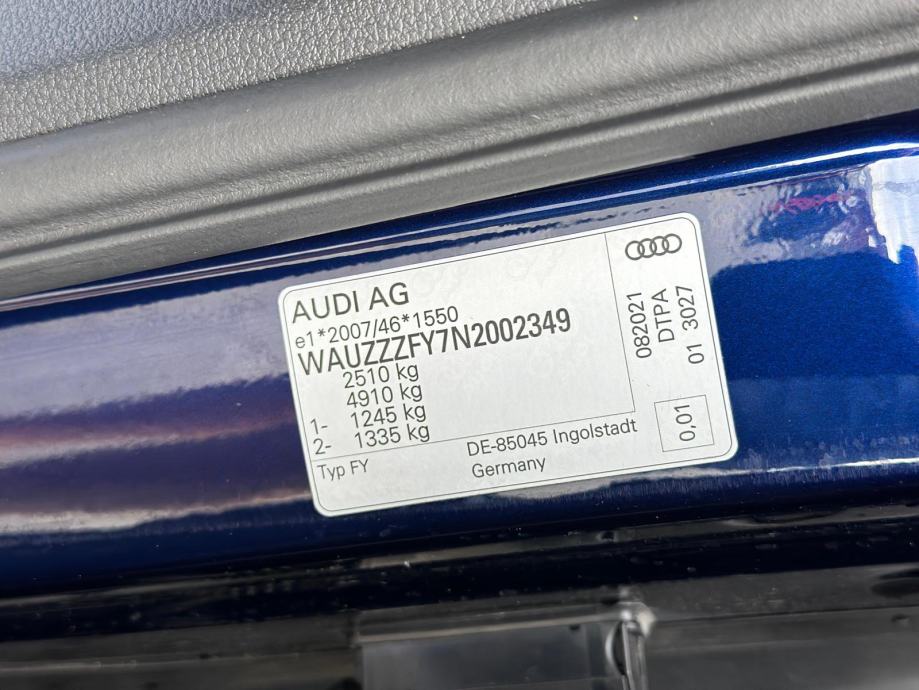 AUDI AG
e1*2007/46*1550
WAUZZZFY7N2002349
2510 kg
4910 kg
1- 1245 kg
2- 1335 kg
Typ FY
DE-85045 Ingolstadt
Germany
082021
DTPA
01 3027
0,01